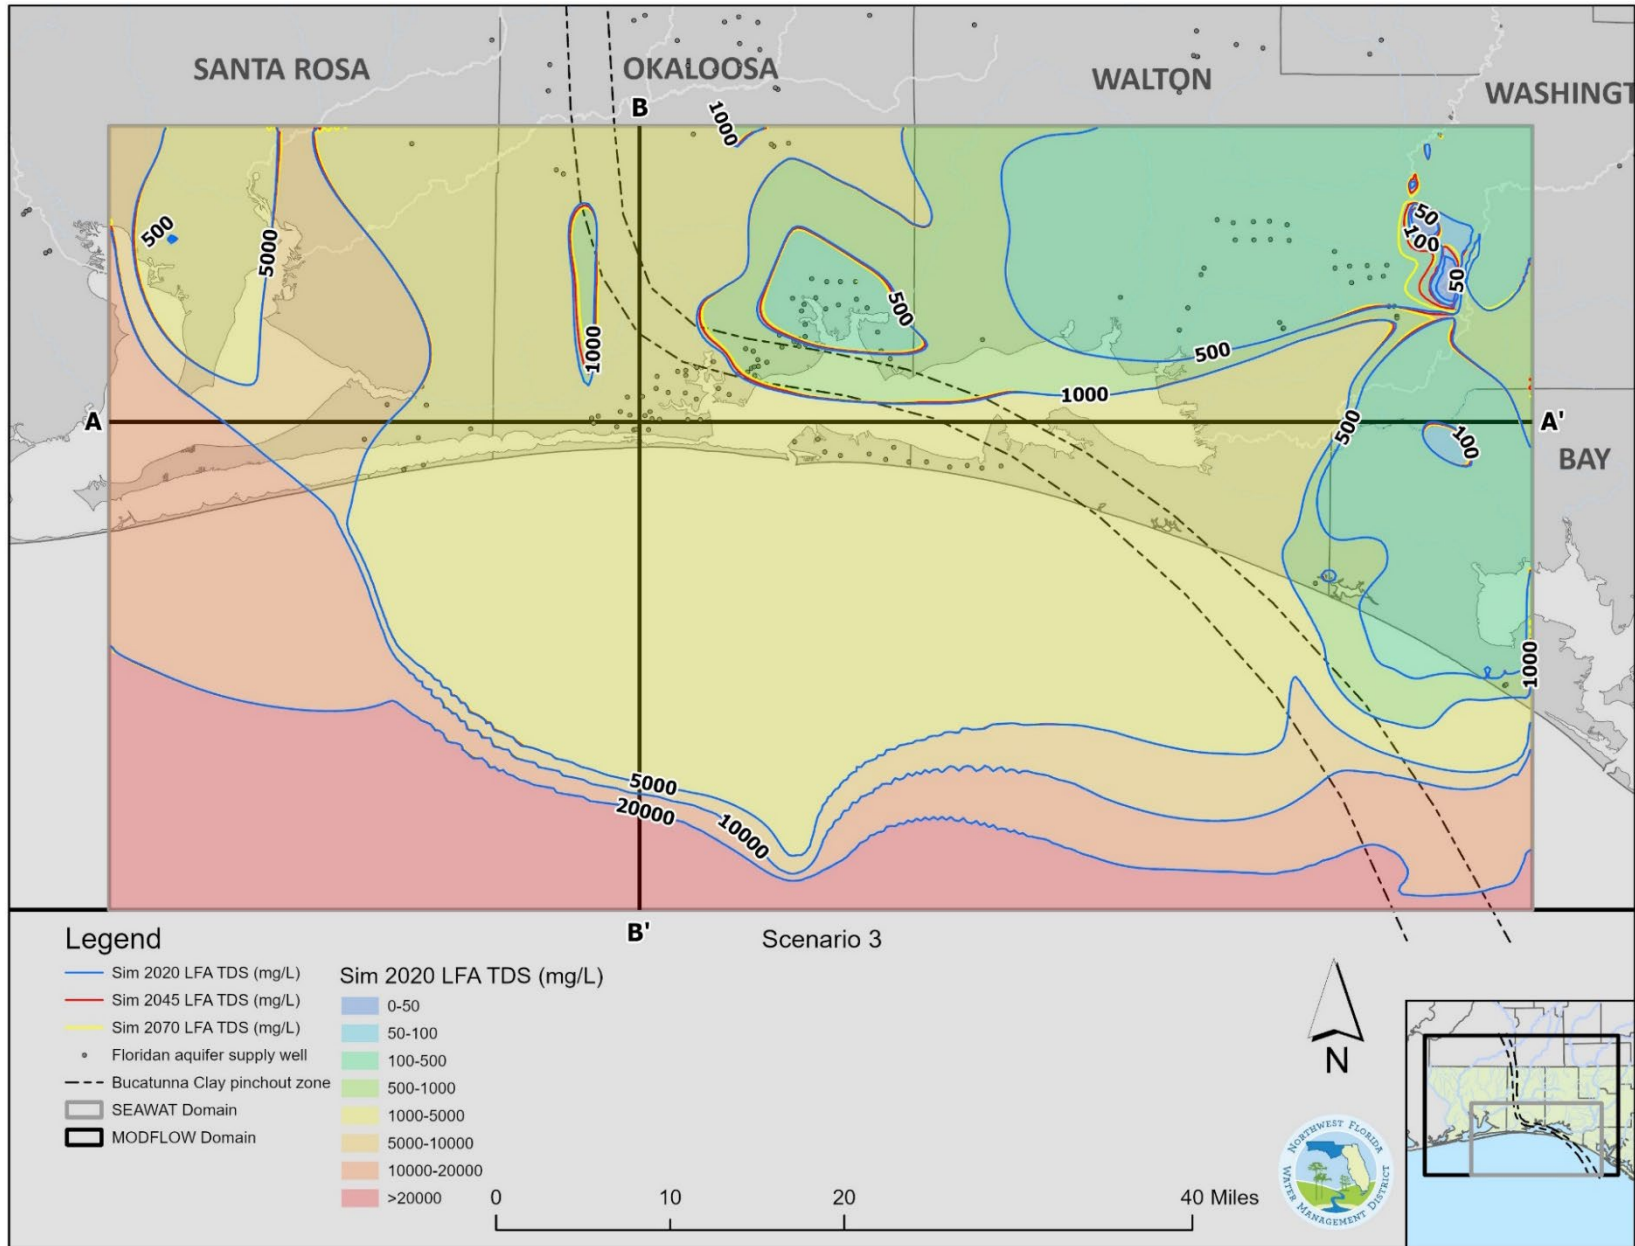 SANTA ROSA
OKALOOSA
WALTON
WASHINGT
B
1000
500
5000
50
100
50
1000
500
500
1000
A
500
100
A'
BAY
1000
5000
20000
10000
B'
Scenario 3
Legend
Sim 2020 LFA TDS (mg/L)
Sim 2045 LFA TDS (mg/L)
Sim 2070 LFA TDS (mg/L)
Floridan aquifer supply well
Bucatunna Clay pinchout zone
SEAWAT Domain
MODFLOW Domain
Sim 2020 LFA TDS (mg/L)
0-50
50-100
100-500
500-1000
1000-5000
5000-10000
10000-20000
>20000
0 10 20 40 Miles
N
NORTHWEST FLORIDA
WATER MANAGEMENT DISTRICT